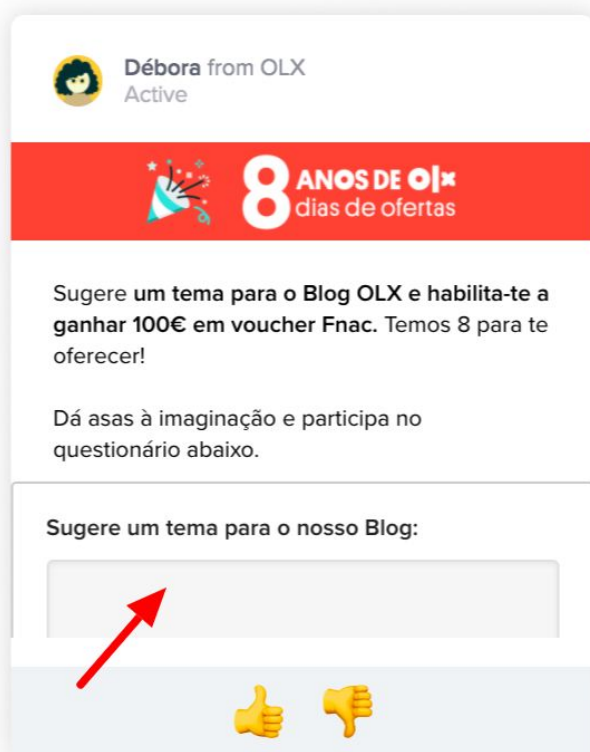 Débora from OLX
Active
8 ANOS DE OLX
dias de ofertas
Sugere um tema para o Blog OLX e habilita-te a
ganhar 100€ em voucher Fnac. Temos 8 para te
oferecer!
Dá asas à imaginação e participa no
questionário abaixo.
Sugere um tema para o nosso Blog: